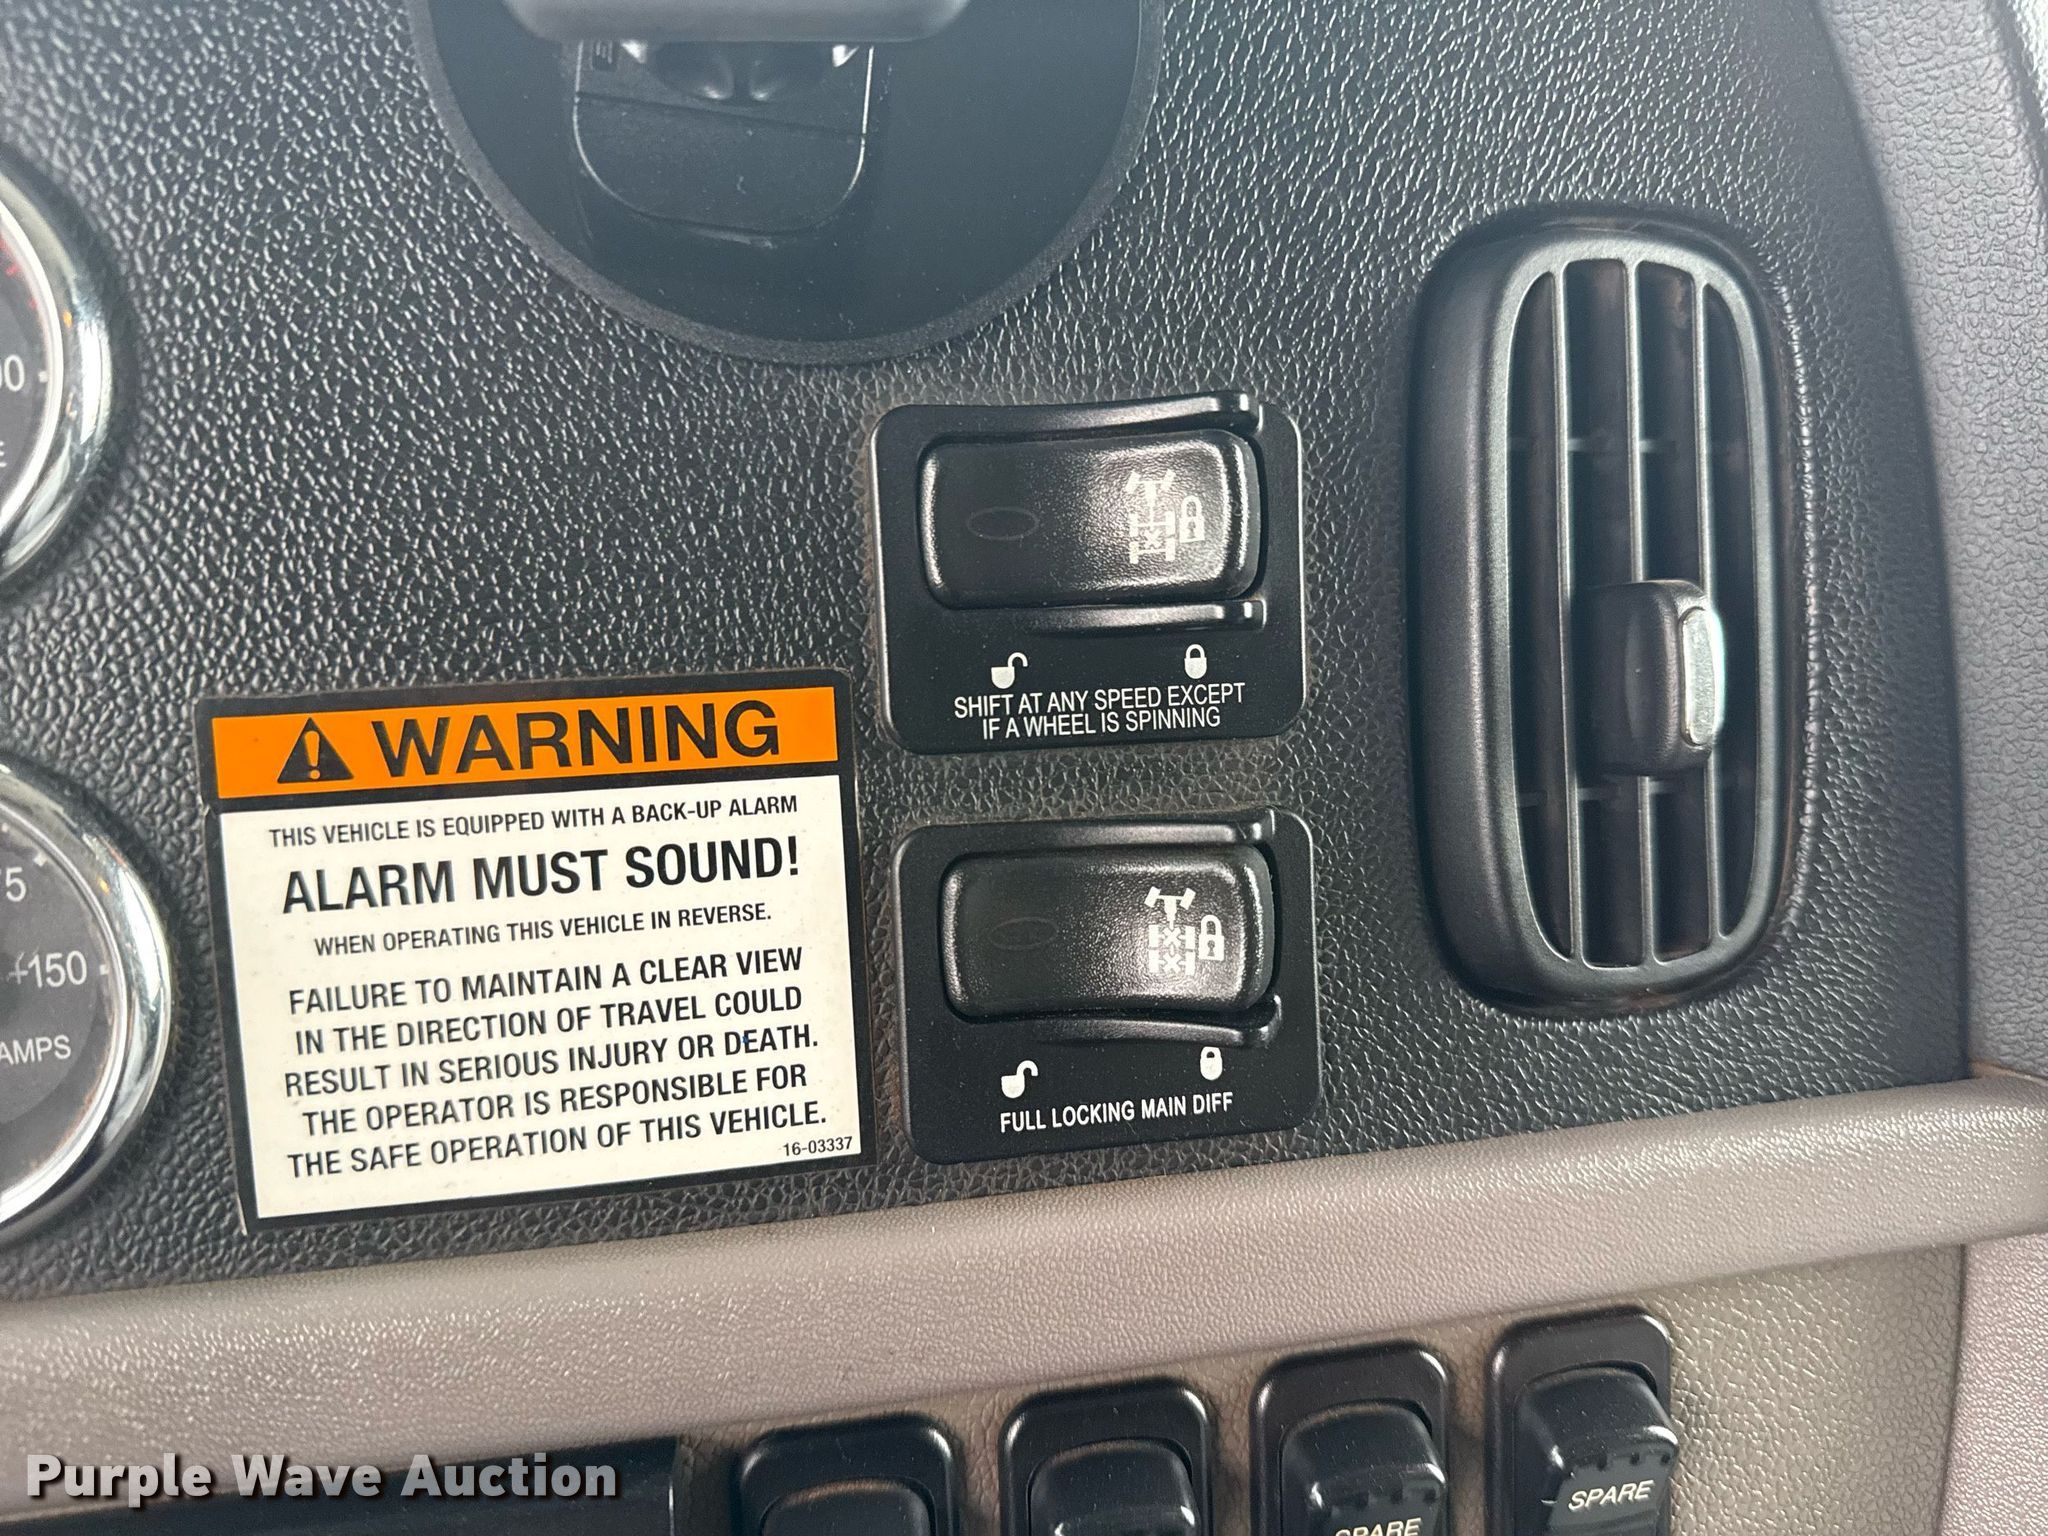 WARNING
THIS VEHICLE IS EQUIPPED WITH A BACK-UP ALARM
ALARM MUST SOUND!
WHEN OPERATING THIS VEHICLE IN REVERSE.
FAILURE TO MAINTAIN A CLEAR VIEW
IN THE DIRECTION OF TRAVEL COULD
RESULT IN SERIOUS INJURY OR DEATH.
THE OPERATOR IS RESPONSIBLE FOR
THE SAFE OPERATION OF THIS VEHICLE.
16-03337
SHIFT AT ANY SPEED EXCEPT
IF A WHEEL IS SPINNING
FULL LOCKING MAIN DIFF
+150
AMPS
SPARE
SPARE
Purple Wave Auction